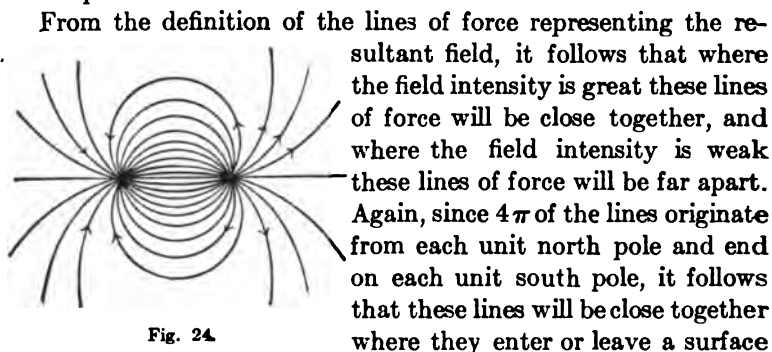 From the definition of the lines of force representing the re-
sultant field, it follows that where
the field intensity is great these lines
of force will be close together, and
where the field intensity is weak
these lines of force will be far apart.
Again, since 4π of the lines originate
from each unit north pole and end
on each unit south pole, it follows
that these lines will be close together
where they enter or leave a surface
Fig. 24.